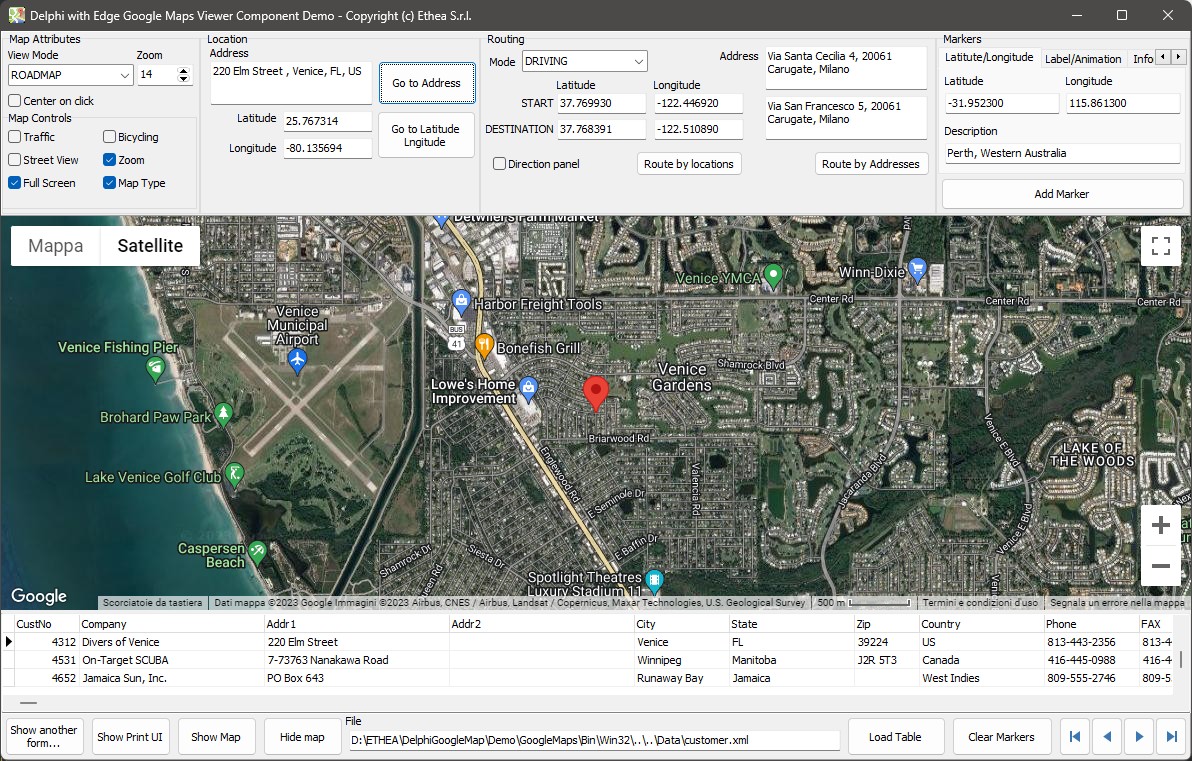 Delphi with Edge Google Maps Viewer Component Demo - Copyright (c) Ethea S.r.l.
Map Attributes
View Mode
Zoom
ROADMAP
14
Center on click
Map Controls
Traffic
Bicycling
Street View
Zoom
Full Screen
Map Type
Location
Address
220 Elm Street , Venice, FL, US
Go to Address
Latitude
25.767314
Longitude
-80.135694
Go to Latitude
Lngitude
Routing
Mode
DRIVING
Latitude
Longitude
START
37.769930
-122.446920
DESTINATION
37.768391
-122.510890
Direction panel
Route by locations
Address
Via Santa Cecilia 4, 20061
Carugate, Milano
Via San Francesco 5, 20061
Carugate, Milano
Route by Addresses
Markers
Latitute/Longitude
Label/Animation
Info
Latitude
Longitude
-31.952300
115.861300
Description
Perth, Western Australia
Add Marker
Mappa
Satellite
Detwiler's Farm Market
Venice YMCA
Winn-Dixie
Center Rd
Center Rd
Center Rd
Harbor Freight Tools
Venice
Municipal
Airport
BUS
41
Bonefish Grill
Venice Fishing Pier
Shamrock Blvd
Venice
Gardens
Lowe's Home
Improvement
Brohard Paw Park
Briarwood Rd
Venice E Blvd
LAKE OF
THE WOODS
Lake Venice Golf Club
Englewood Rd
Valencia Rd
Jacaranda Blvd
E Seminole Dr
Venice E Blvd
E Baffin Dr
Caspersen
Beach
Shamrock Dr
Siesta Dr
Spotlight Theatres
Luxury Stadium 11
Google
Scorciatoie da tastiera
Dati mappa ©2023 Google Immagini ©2023 Airbus, CNES / Airbus, Landsat / Copernicus, Maxar Technologies, U.S. Geological Survey
500 m
Termini e condizioni d'uso
Segnala un errore nella mappa
CustNo Company Addr1 Addr2 City State Zip Country Phone FAX
4312 Divers of Venice 220 Elm Street Venice FL 39224 US 813-443-2356 813-4
4531 On-Target SCUBA 7-73763 Nanakawa Road Winnipeg Manitoba J2R 5T3 Canada 416-445-0988 416-4
4652 Jamaica Sun, Inc. PO Box 643 Runaway Bay Jamaica West Indies 809-555-2746 809-5
Show another
form...
Show Print UI
Show Map
Hide map
File
D:\ETHEA\DelphiGoogleMap\Demo\GoogleMaps\Bin\Win32\..\..\Data\customer.xml
Load Table
Clear Markers